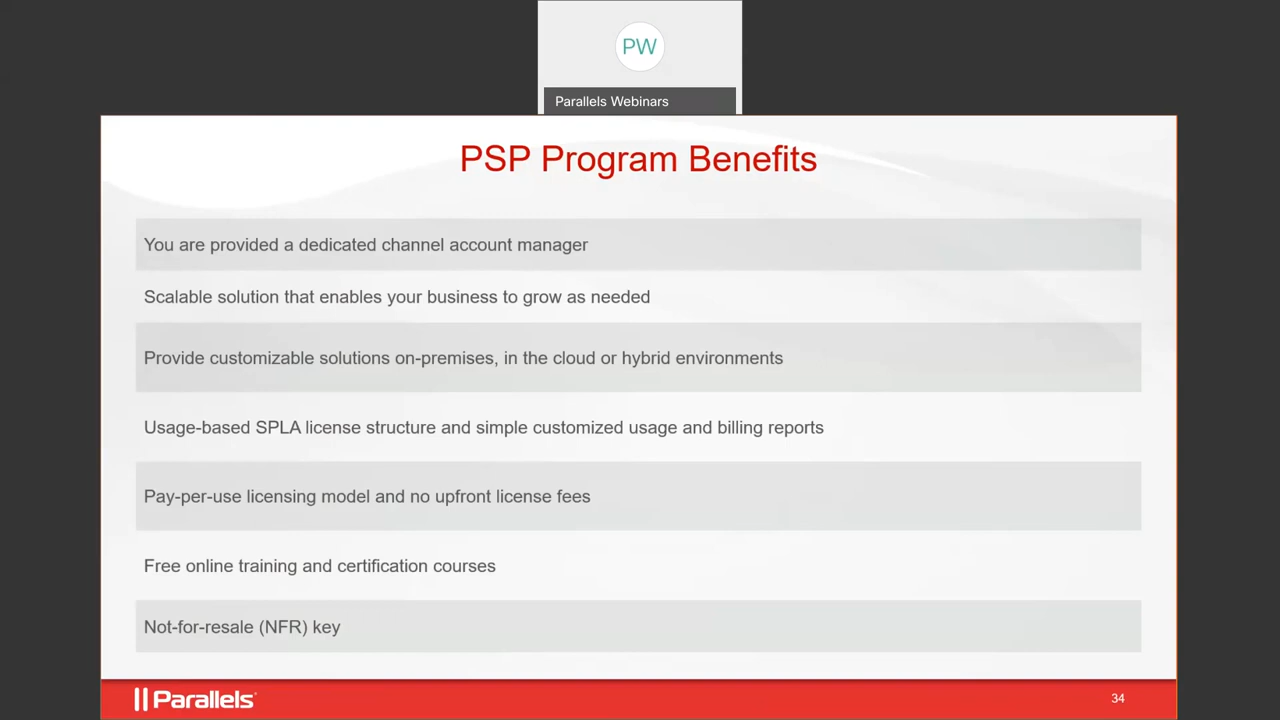 PW
Parallels Webinars
PSP Program Benefits
You are provided a dedicated channel account manager
Scalable solution that enables your business to grow as needed
Provide customizable solutions on-premises, in the cloud or hybrid environments
Usage-based SPLA license structure and simple customized usage and billing reports
Pay-per-use licensing model and no upfront license fees
Free online training and certification courses
Not-for-resale (NFR) key
Parallels
34